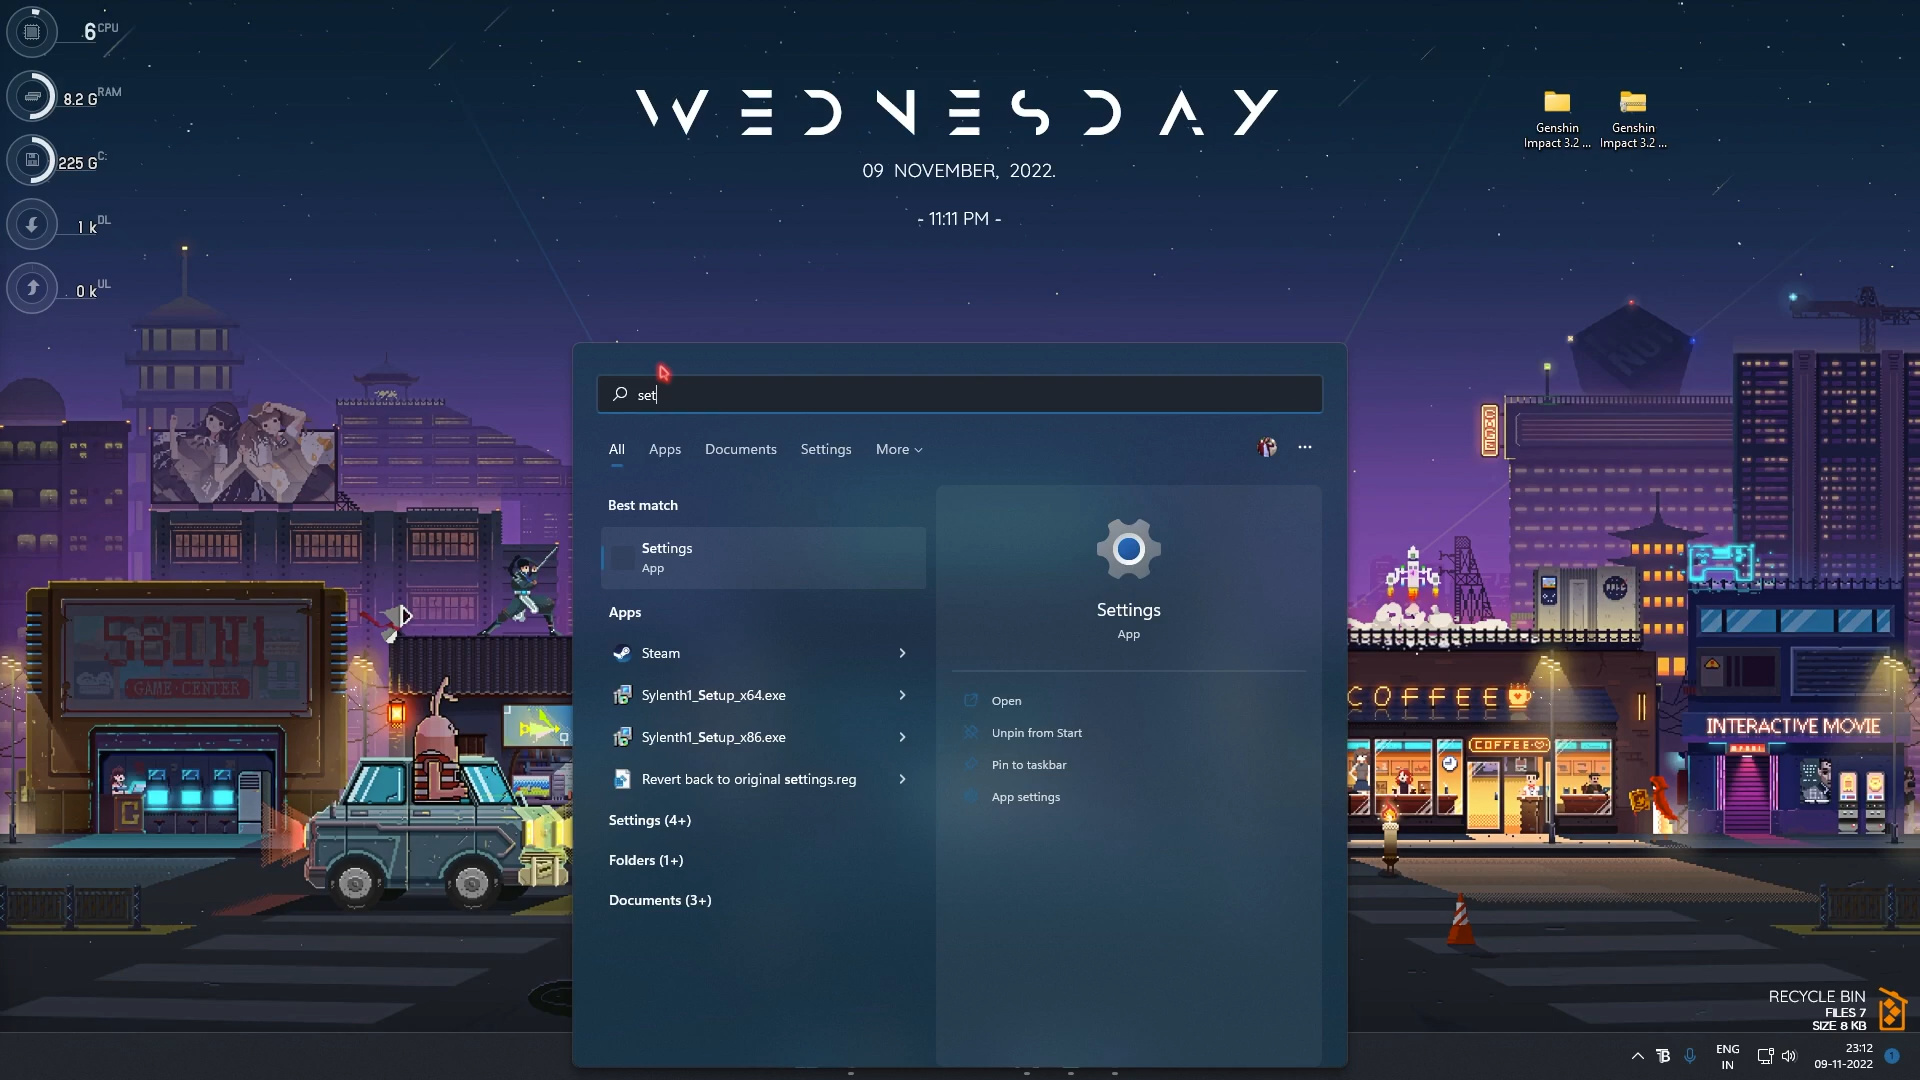 6 CPU
8.2 G RAM
225 G C:
1 k DL
0 k UL
WEDNESDAY
09 NOVEMBER, 2022.
- 11:11 PM -
Genshin
Impact 3.2 ...
Genshin
Impact 3.2 ...
set
All Apps Documents Settings More
Best match
Settings
App
Apps
Steam
Sylenth1_Setup_x64.exe
Sylenth1_Setup_x86.exe
Revert back to original settings.reg
Settings (4+)
Folders (1+)
Documents (3+)
Settings
App
Open
Unpin from Start
Pin to taskbar
App settings
GAME·CENTER
COFFEE
COFFEE
INTERACTIVE MOVIE
RECYCLE BIN
FILES 7
SIZE 8 KB
ENG
IN
23:12
09-11-2022
1